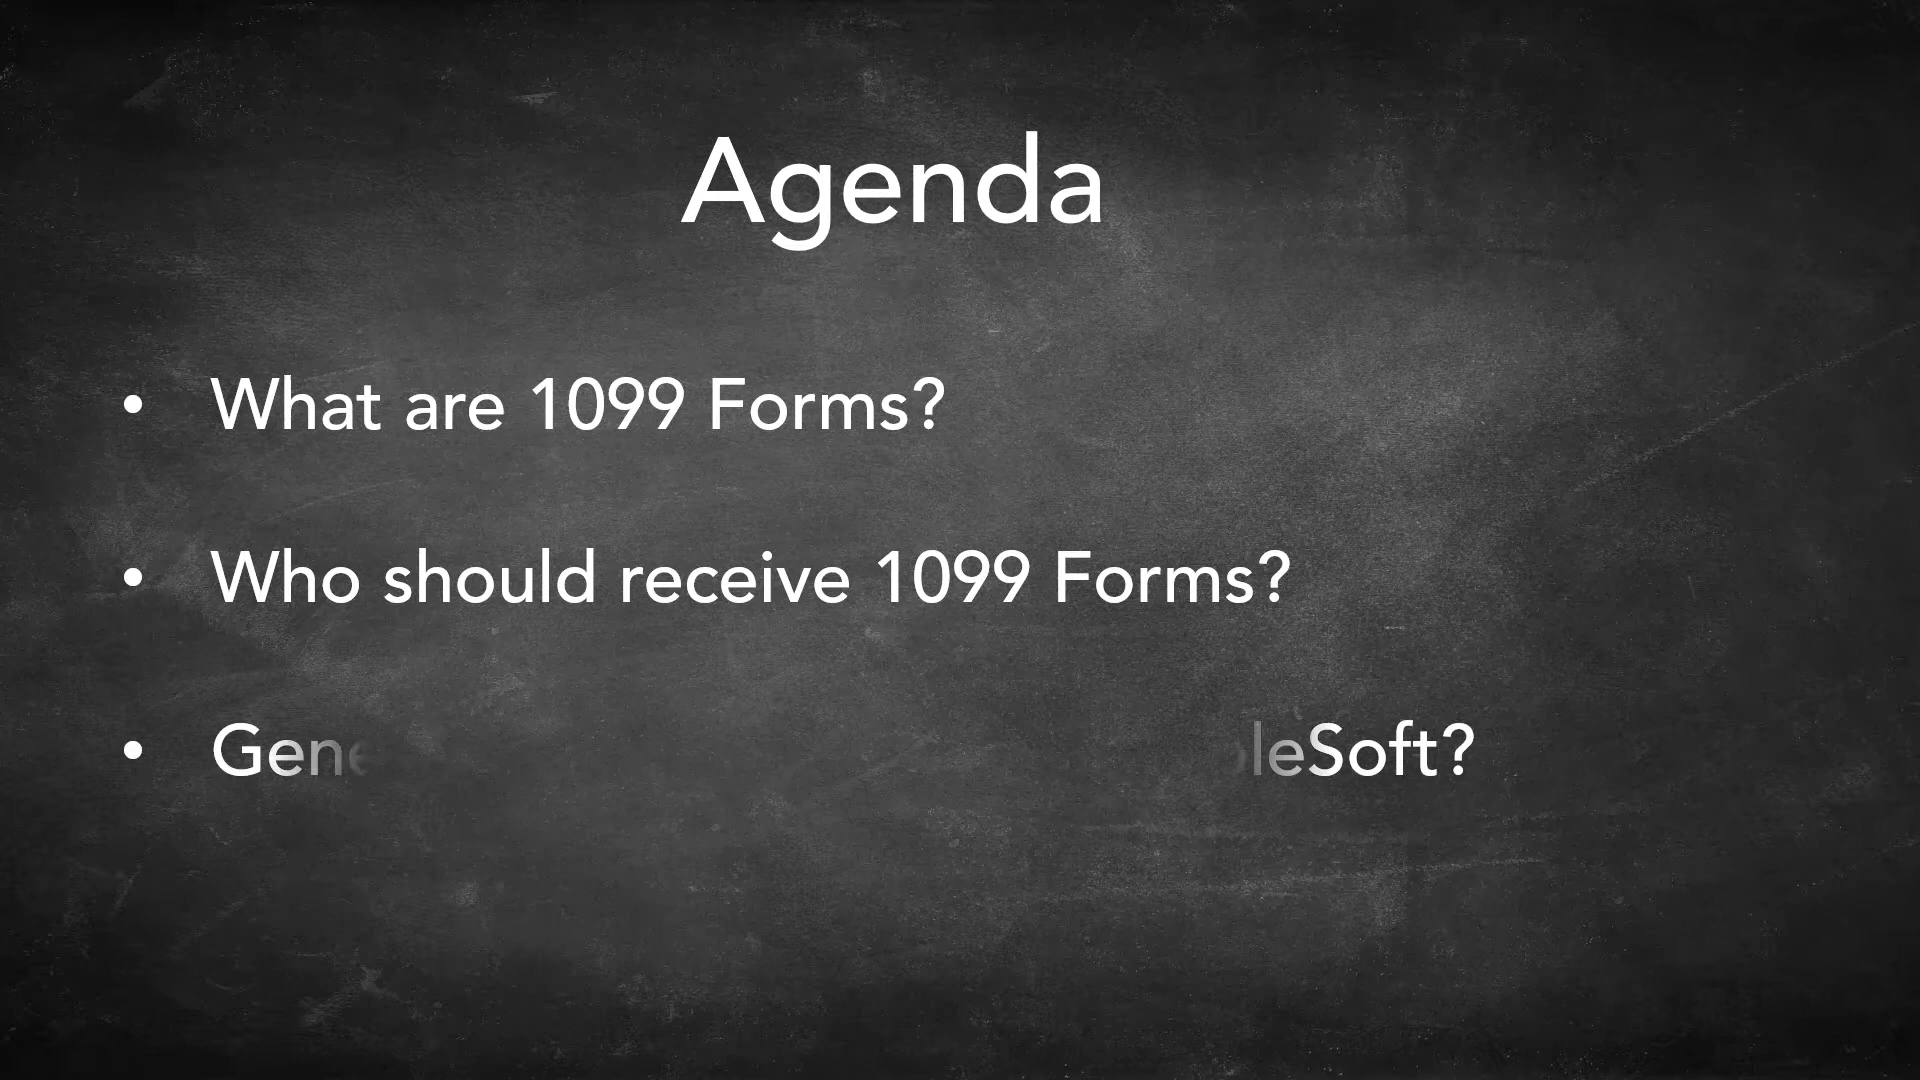 Agenda
• What are 1099 Forms?
• Who should receive 1099 Forms?
• Gene leSoft?